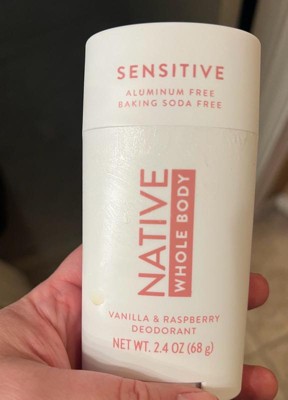 SENSITIVE
ALUMINUM FREE
BAKING SODA FREE
NATIVE
WHOLE BODY
VANILLA & RASPBERRY
DEODORANT
NET WT. 2.4 OZ (68 g)